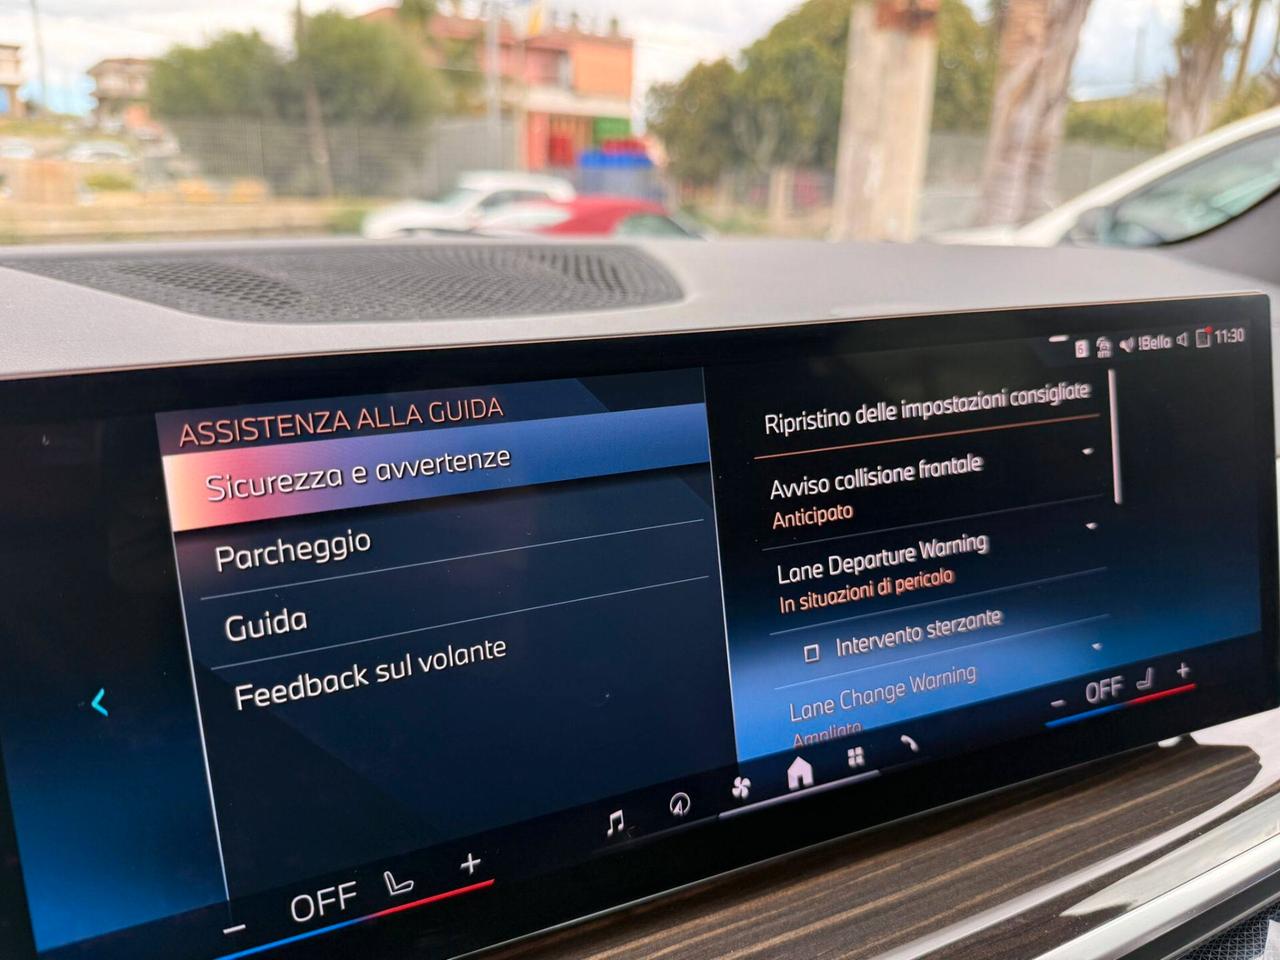 !Bella 11:30
ASSISTENZA ALLA GUIDA
Sicurezza e avvertenze
Parcheggio
Guida
Feedback sul volante
Ripristino delle impostazioni consigliate
Avviso collisione frontale
Anticipato
Lane Departure Warning
In situazioni di pericolo
Intervento sterzante
Lane Change Warning
Ampliato
- OFF +
- OFF +